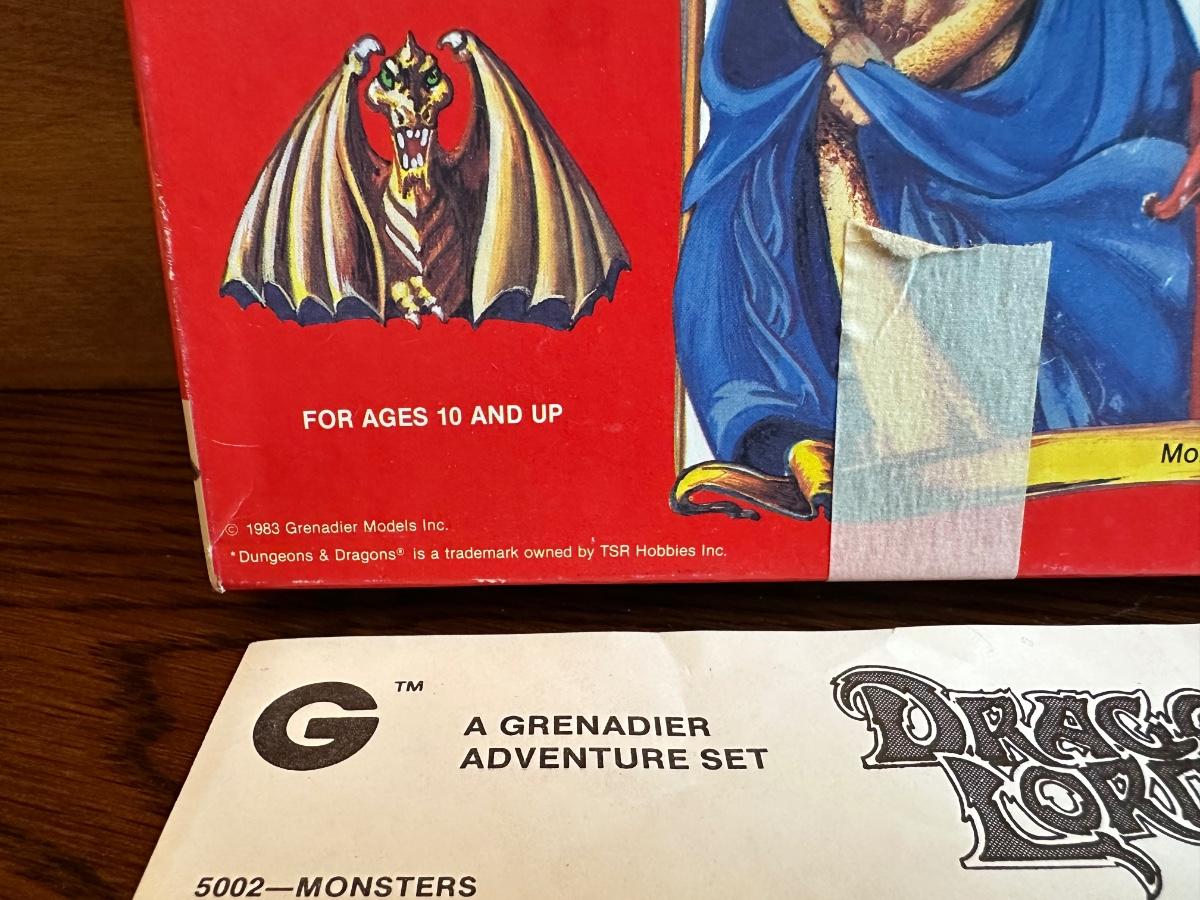 FOR AGES 10 AND UP
© 1983 Grenadier Models Inc.
*Dungeons & Dragons® is a trademark owned by TSR Hobbies Inc.
G ™
A GRENADIER
ADVENTURE SET
5002—MONSTERS